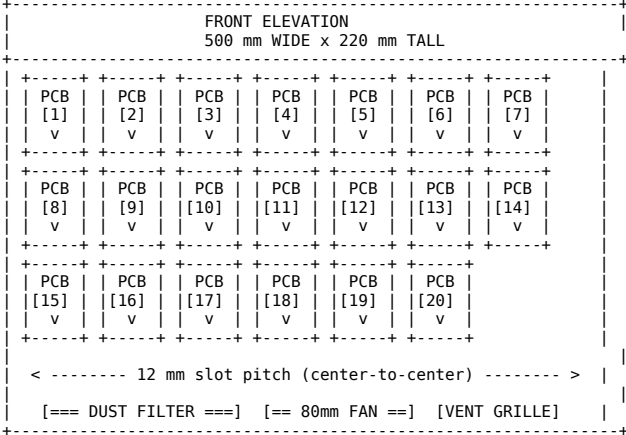 +---------------------------------------------------------------+
| FRONT ELEVATION |
| 500 mm WIDE x 220 mm TALL
+---------------------------------------------------------------+
| +-----+ +-----+ +-----+ +-----+ +-----+ +-----+ +-----+ |
| | PCB | | PCB | | PCB | | PCB | | PCB | | PCB | | PCB | |
| | [1] | | [2] | | [3] | | [4] | | [5] | | [6] | | [7] | |
| | v | | v | | v | | v | | v | | v | | v | |
| +-----+ +-----+ +-----+ +-----+ +-----+ +-----+ +-----+ |
| +-----+ +-----+ +-----+ +-----+ +-----+ +-----+ +-----+ |
| | PCB | | PCB | | PCB | | PCB | | PCB | | PCB | | PCB | |
| | [8] | | [9] | |[10] | |[11] | |[12] | |[13] | |[14] | |
| | v | | v | | v | | v | | v | | v | | v | |
| +-----+ +-----+ +-----+ +-----+ +-----+ +-----+ +-----+ |
| +-----+ +-----+ +-----+ +-----+ +-----+ +-----+ |
| | PCB | | PCB | | PCB | | PCB | | PCB | | PCB | |
| |[15] | |[16] | |[17] | |[18] | |[19] | |[20] | |
| | v | | v | | v | | v | | v | | v | |
| +-----+ +-----+ +-----+ +-----+ +-----+ +-----+ |
| |
| < -------- 12 mm slot pitch (center-to-center) -------- > |
| |
| [=== DUST FILTER ===] [== 80mm FAN ==] [VENT GRILLE] |
+---------------------------------------------------------------+